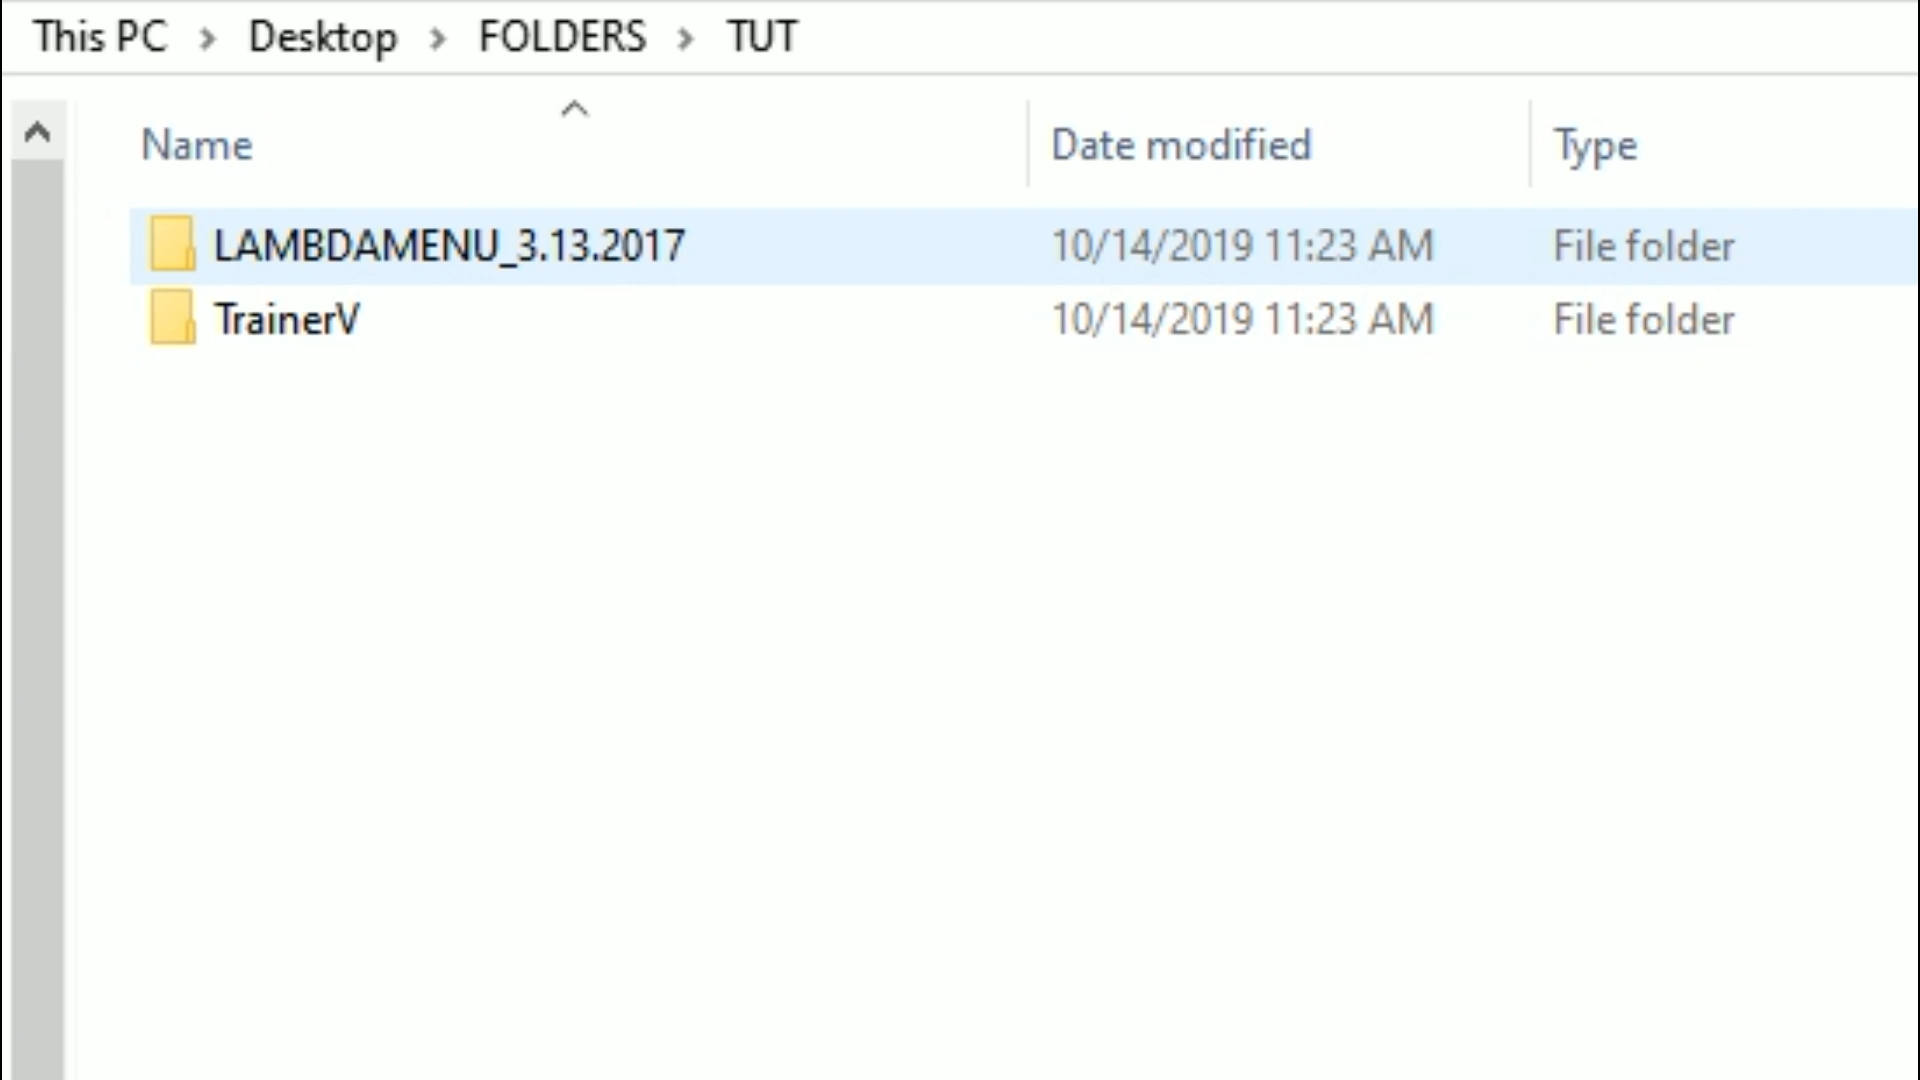 This PC > Desktop > FOLDERS > TUT
Name Date modified Type
LAMBDAMENU_3.13.2017 10/14/2019 11:23 AM File folder
TrainerV 10/14/2019 11:23 AM File folder